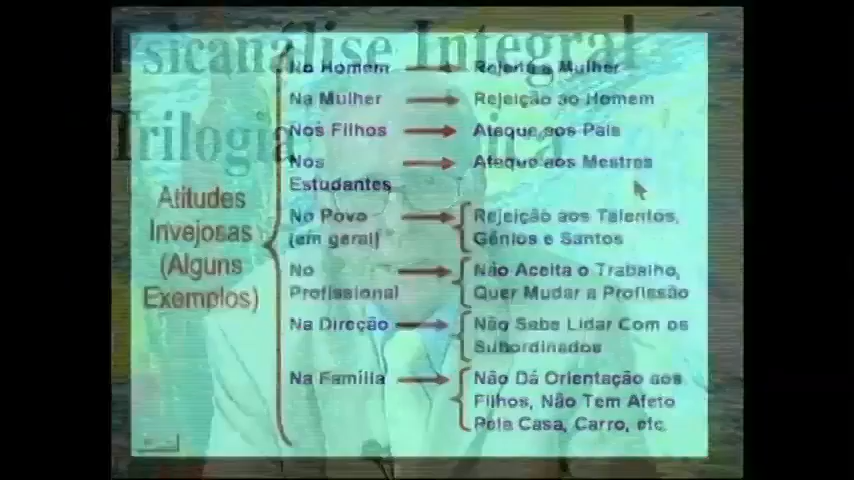 Psicanálise Integral
Trilogia
No Homem Rejeita a Mulher
Na Mulher Rejeição ao Homem
Nos Filhos Ataque aos Pais
Nos Estudantes Ataque aos Mestres
Atitudes
Invejosas
(Alguns
Exemplos)
No Povo
(em geral)
Rejeição aos Talentos,
Gênios e Santos
No
Profissional
Não Aceita o Trabalho,
Quer Mudar a Profissão
Na Direção
Não Sabe Lidar Com os
Subordinados
Na Família
Não Dá Orientação aos
Filhos, Não Tem Afeto
Pela Casa, Carro, etc.